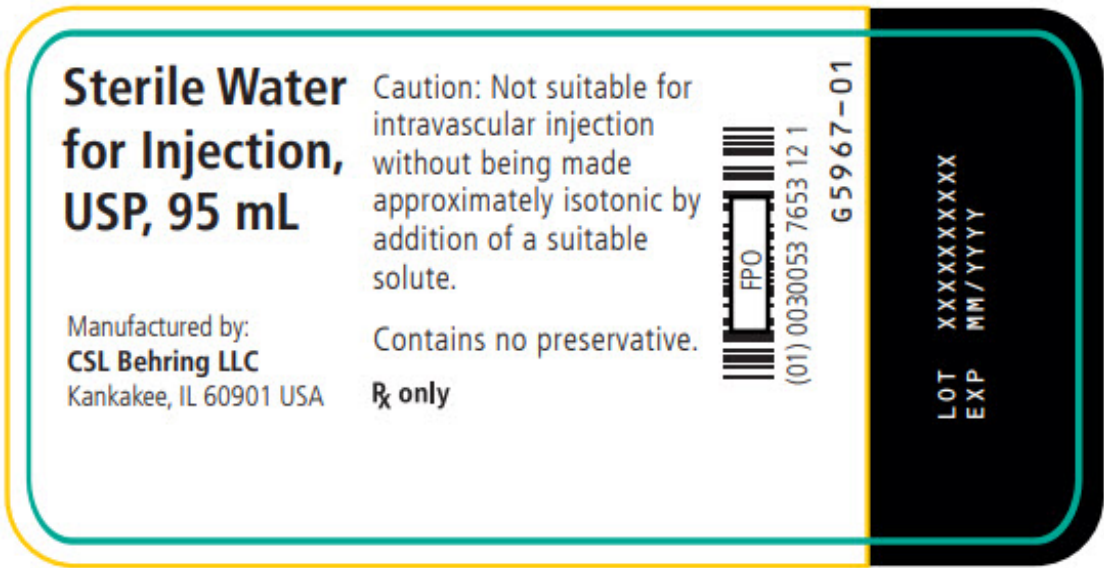 Sterile Water
for Injection,
USP, 95 mL
Manufactured by:
CSL Behring LLC
Kankakee, IL 60901 USA
Caution: Not suitable for
intravascular injection
without being made
approximately isotonic by
addition of a suitable
solute.
Contains no preservative.
℞ only
FPO
(01) 0030053 7653 12 1
G5967-01
LOT XXXXXXXXXX
EXP MM/YYYY